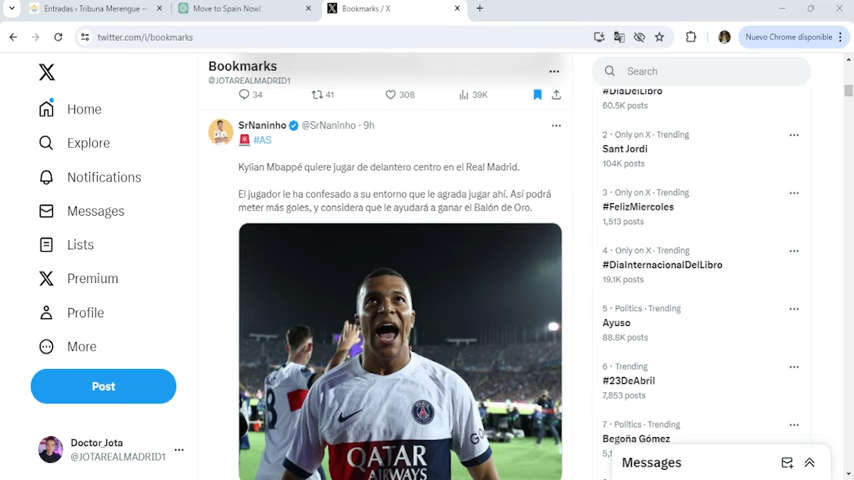 Entradas ‹ Tribuna Merengue —
Move to Spain Now!
Bookmarks / X
twitter.com/i/bookmarks
Nuevo Chrome disponible
Bookmarks
@JOTAREALMADRID1
34
41
308
39K
Home
Explore
Notifications
Messages
Lists
Premium
Profile
More
Post
Doctor_Jota
@JOTAREALMADRID1
SrNaninho @SrNaninho · 9h
#AS
Kylian Mbappé quiere jugar de delantero centro en el Real Madrid.
El jugador le ha confesado a su entorno que le agrada jugar ahí. Así podrá
meter más goles, y considera que le ayudará a ganar el Balón de Oro.
QATAR
AIRWAYS
Search
#DiaDelLibro
60.5K posts
2 · Only on X · Trending
Sant Jordi
104K posts
3 · Only on X · Trending
#FelizMiercoles
1,513 posts
4 · Only on X · Trending
#DiaInternacionalDelLibro
19.1K posts
5 · Politics · Trending
Ayuso
88.8K posts
6 · Trending
#23DeAbril
7,853 posts
7 · Politics · Trending
Begoña Gómez
Messages